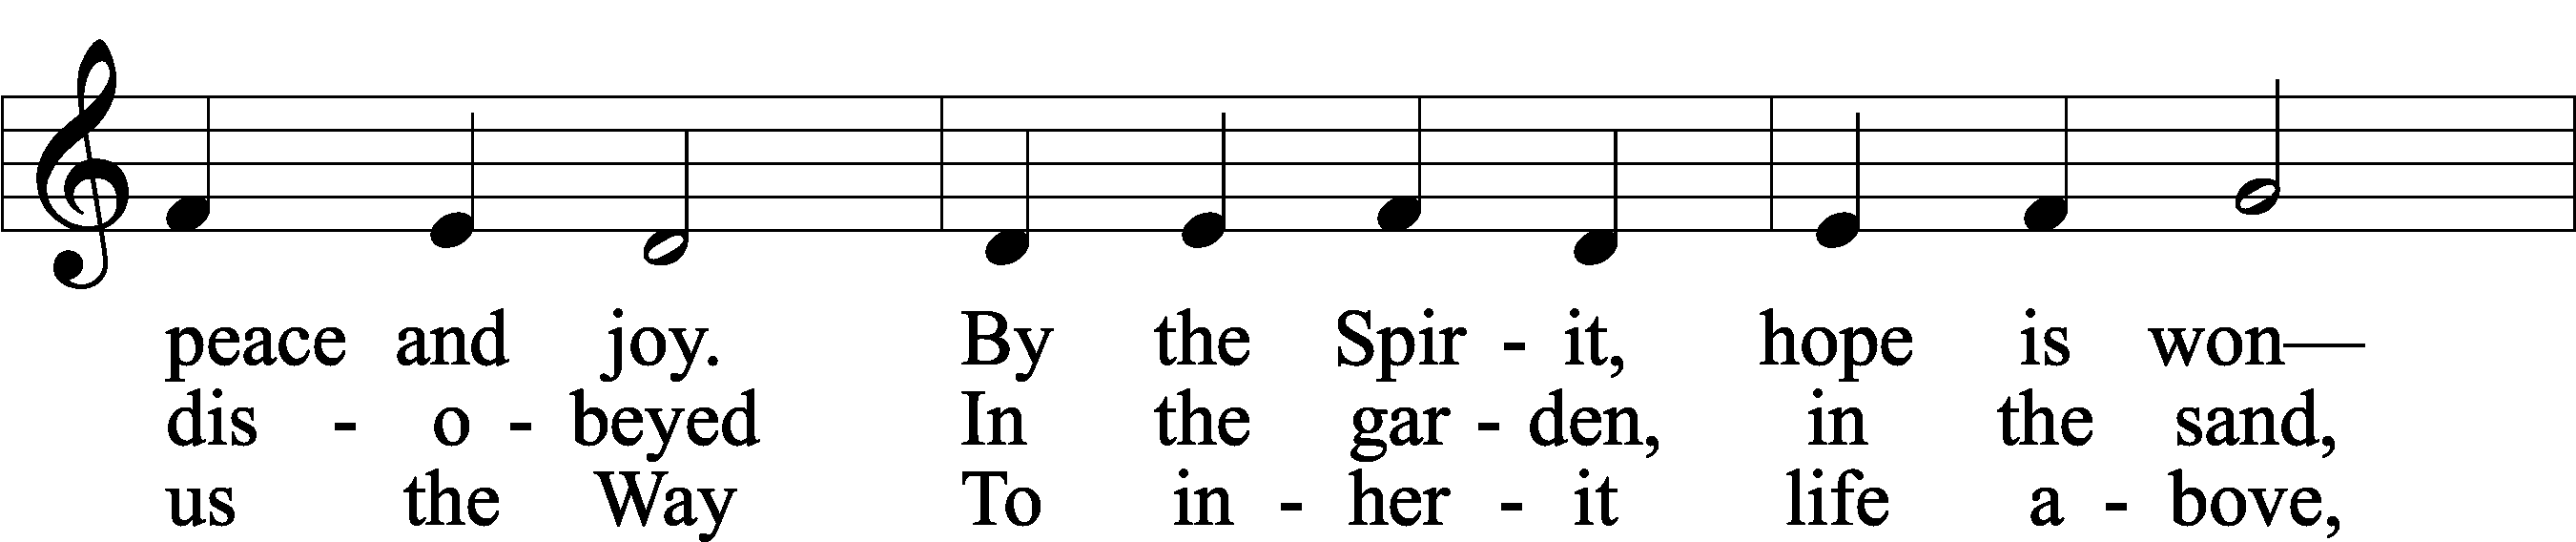 peace and joy. By the Spir - it, hope is won—
dis - o - beyed In the gar - den, in the sand,
us the Way To in - her - it life a - bove,